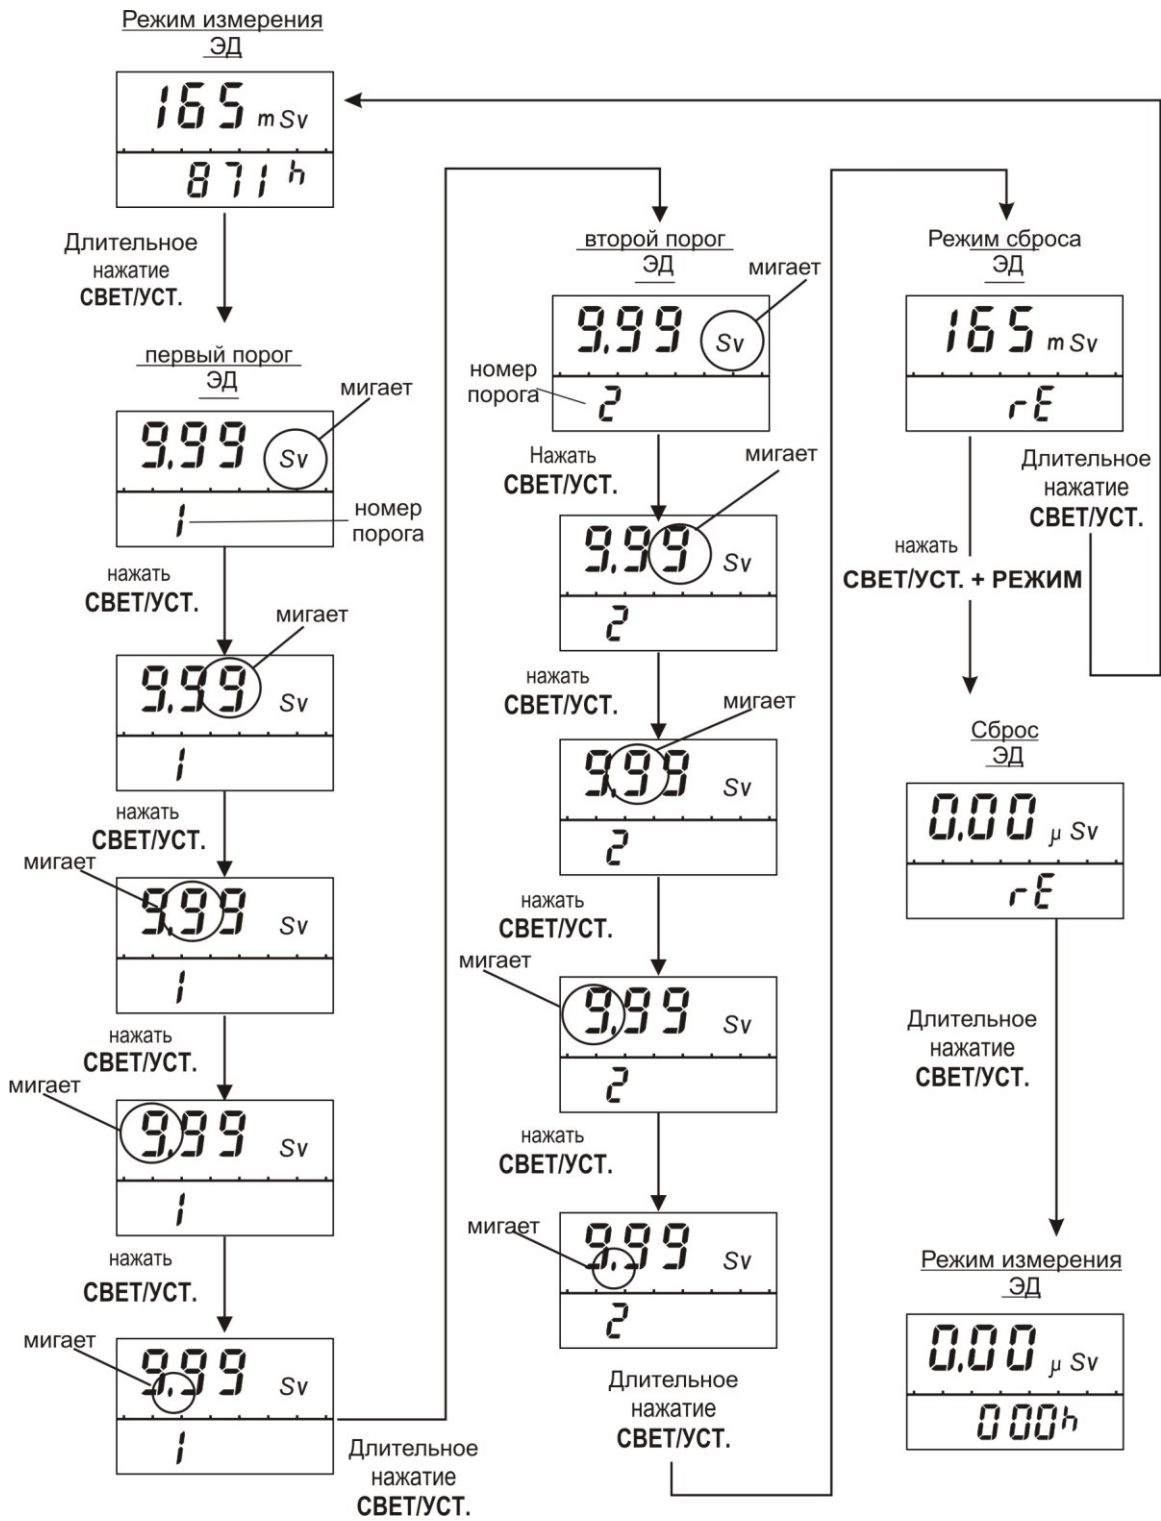 Режим измерения
ЭД
165 mSv
871 h
Длительное
нажатие
СВЕТ/УСТ.
первый порог
ЭД
мигает
9.99 Sv
1
номер
порога
нажать
СВЕТ/УСТ.
мигает
9.99 Sv
1
нажать
СВЕТ/УСТ.
мигает
9.99 Sv
1
нажать
СВЕТ/УСТ.
мигает
9.99 Sv
1
нажать
СВЕТ/УСТ.
мигает
9.99 Sv
1
Длительное
нажатие
СВЕТ/УСТ.
второй порог
ЭД
мигает
9.99 Sv
номер
порога
2
Нажать
СВЕТ/УСТ.
мигает
9.99 Sv
2
нажать
СВЕТ/УСТ.
мигает
9.99 Sv
2
нажать
СВЕТ/УСТ.
мигает
9.99 Sv
2
нажать
СВЕТ/УСТ.
мигает
9.99 Sv
2
Длительное
нажатие
СВЕТ/УСТ.
Режим сброса
ЭД
165 mSv
rE
Длительное
нажатие
СВЕТ/УСТ.
нажать
СВЕТ/УСТ. + РЕЖИМ
Сброс
ЭД
0.00 μ Sv
rE
Длительное
нажатие
СВЕТ/УСТ.
Режим измерения
ЭД
0.00 μ Sv
000h